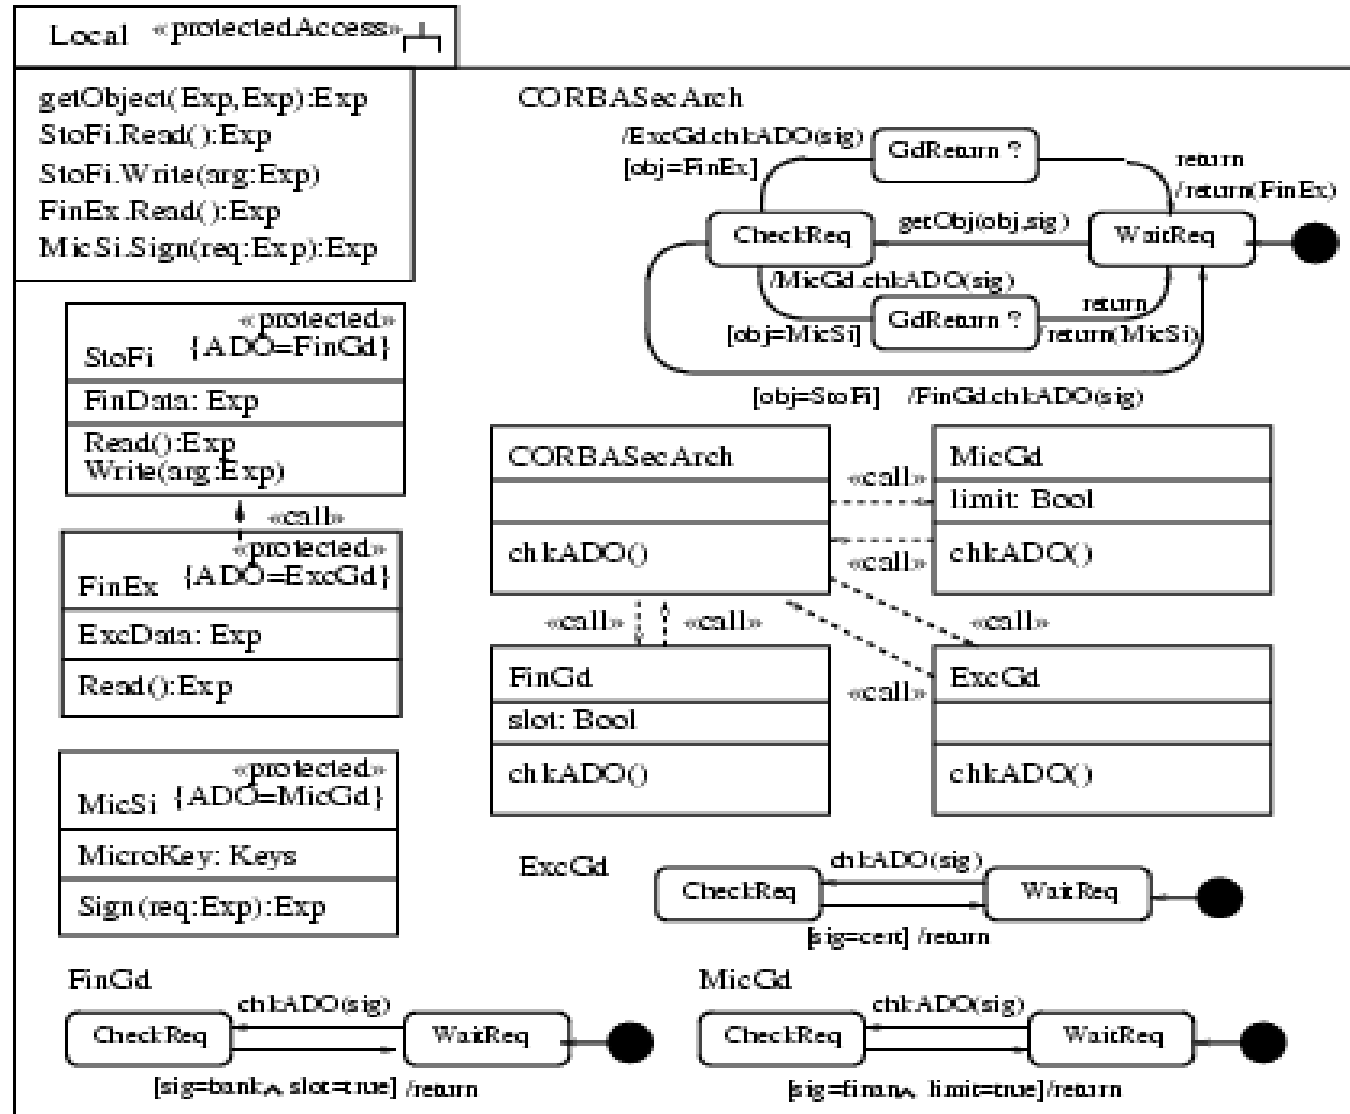 Local «protectedAccess»
getObject(Exp,Exp):Exp
StoFi.Read():Exp
StoFi.Write(arg:Exp)
FinEx.Read():Exp
MicSi.Sign(req:Exp):Exp
CORBASecArch
/ExcGd.chkADO(sig)
[obj=FinEx]
GdReturn ?
return
/return(FinEx)
CheckReq
getObj(obj,sig)
WaitReq
/MicGd.chkADO(sig)
[obj=MicSi]
GdReturn ?
return
/return(MicSi)
[obj=StoFi] /FinGd.chkADO(sig)
«protected»
StoFi {ADO=FinGd}
FinData: Exp
Read():Exp
Write(arg:Exp)
«call»
«protected»
FinEx {ADO=ExcGd}
ExcData: Exp
Read():Exp
«protected»
MicSi {ADO=MicGd}
MicroKey: Keys
Sign(req:Exp):Exp
CORBASecArch
chkADO()
«call»
«call»
MicGd
limit: Bool
chkADO()
«call» «call»
«call»
«call»
FinGd
slot: Bool
chkADO()
ExcGd
chkADO()
ExcGd
chkADO(sig)
CheckReq
WaitReq
[sig=cert] /return
FinGd
chkADO(sig)
CheckReq
WaitReq
[sig=bank∧ slot=true] /return
MicGd
chkADO(sig)
CheckReq
WaitReq
[sig=finan∧ limit=true]/return